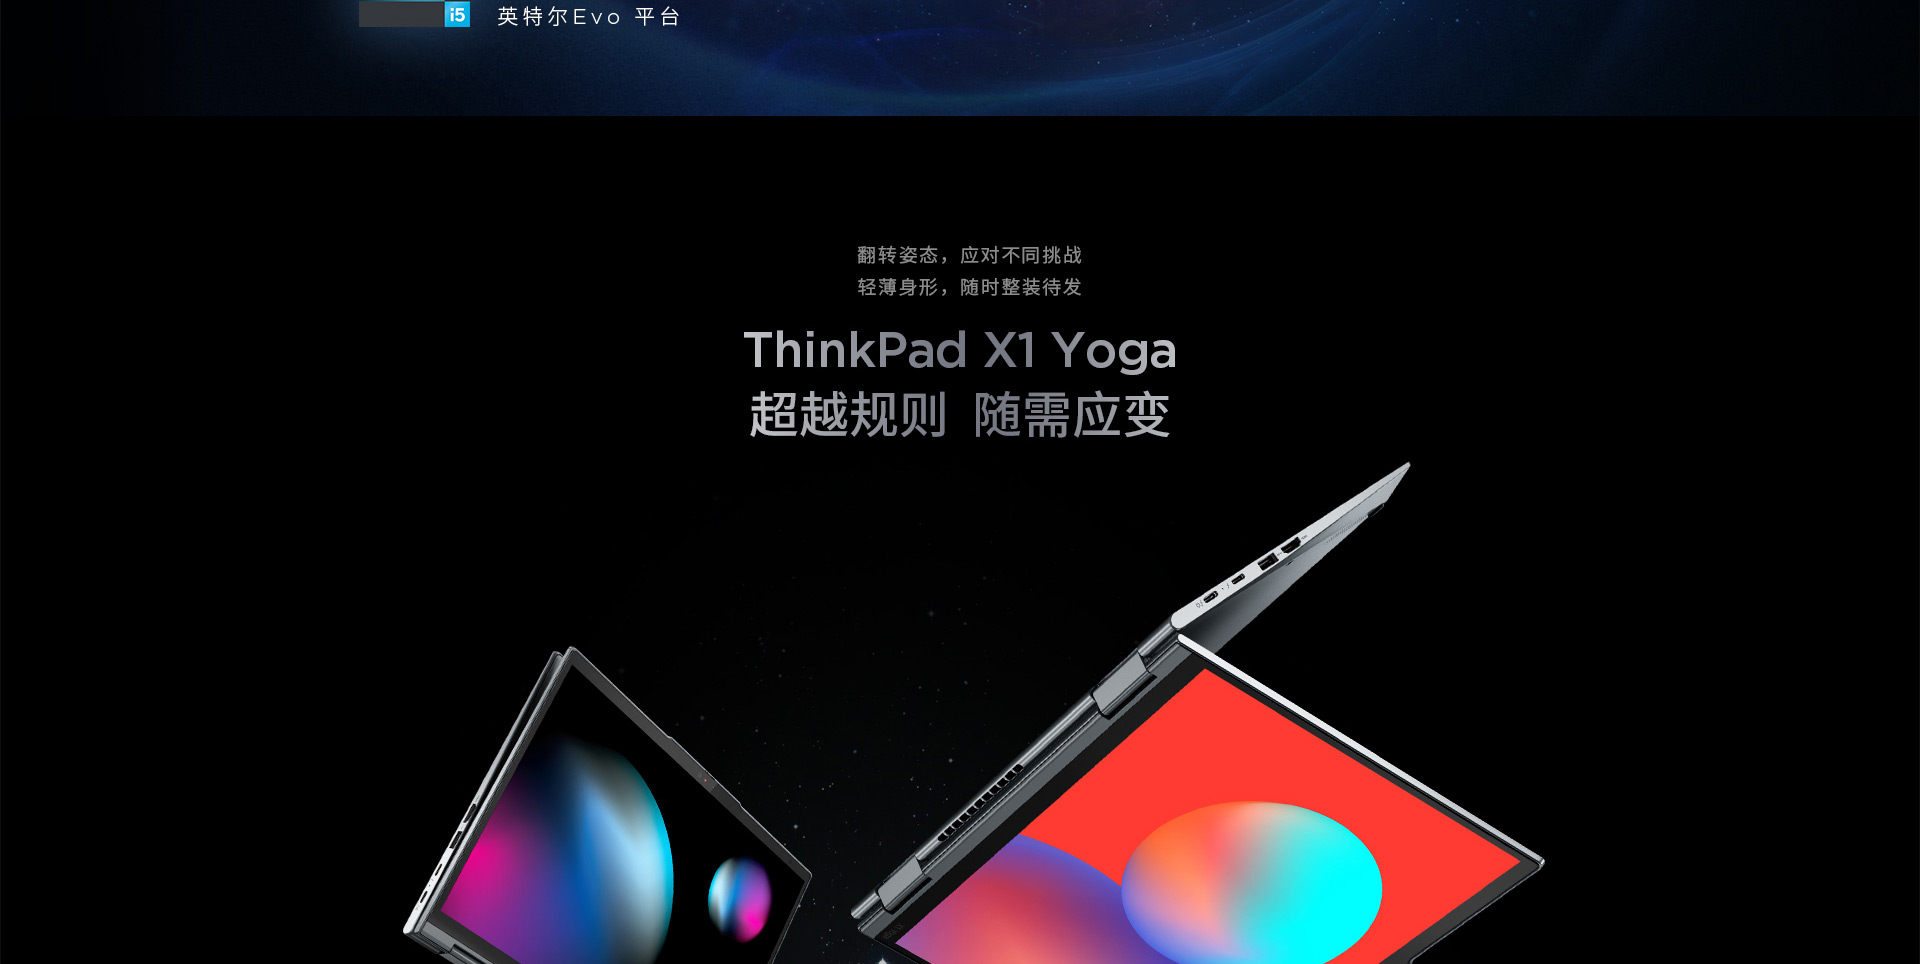 i5
英特尔Evo 平台
翻转姿态，应对不同挑战
轻薄身形，随时整装待发
ThinkPad X1 Yoga
超越规则 随需应变